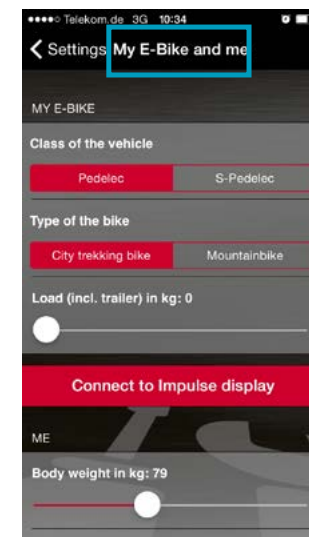 Telekom.de 3G 10:34
Settings My E-Bike and me
MY E-BIKE
Class of the vehicle
Pedelec S-Pedelec
Type of the bike
City trekking bike Mountainbike
Load (incl. trailer) in kg: 0
Connect to Impulse display
ME
Body weight in kg: 79